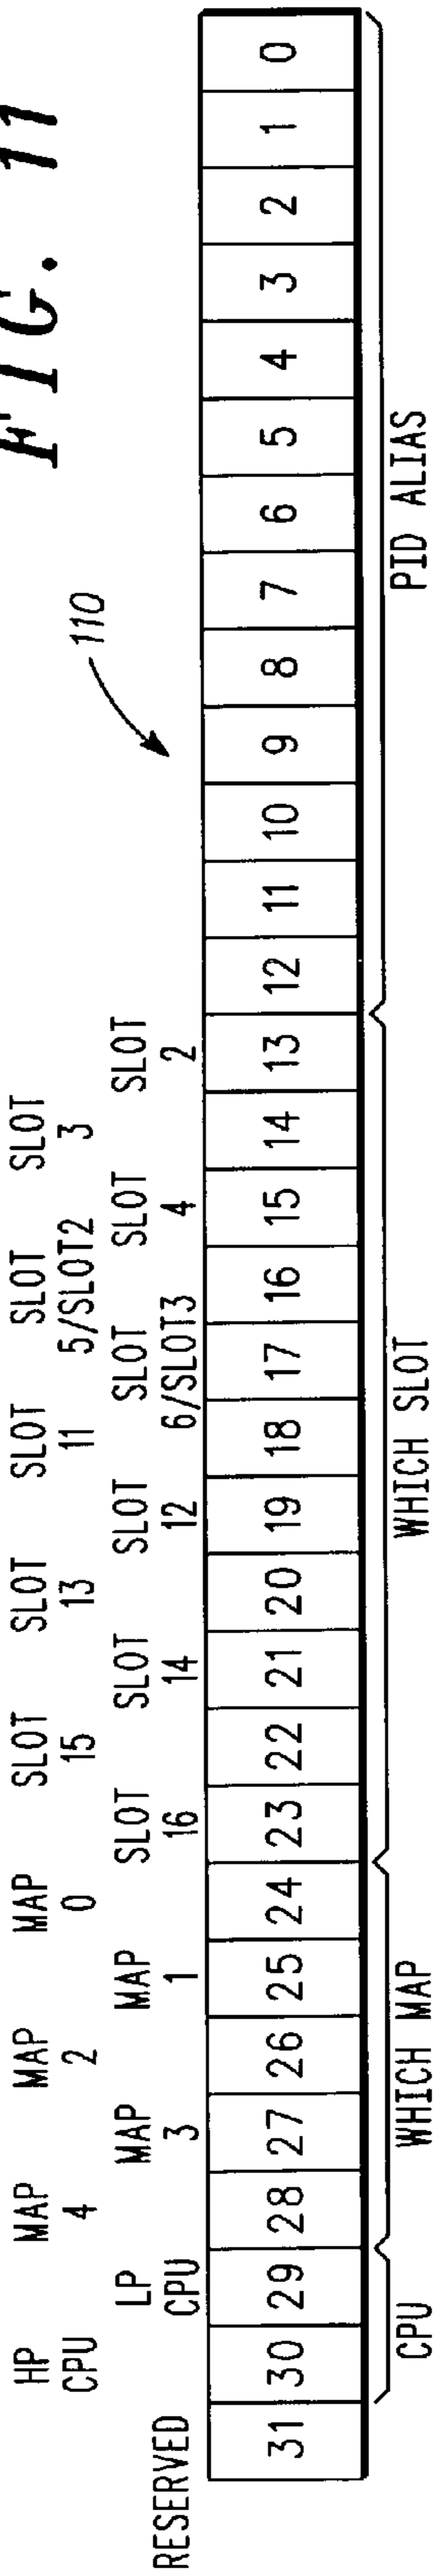 FIG. 11
110
HP MAP MAP MAP SLOT SLOT SLOT SLOT SLOT
CPU 4 2 0 15 13 11 5/SLOT2 3
LP MAP MAP SLOT SLOT SLOT SLOT SLOT SLOT
RESERVED CPU 3 1 16 14 12 6/SLOT3 4 2
31 30 29 28 27 26 25 24 23 22 21 20 19 18 17 16 15 14 13 12 11 10 9 8 7 6 5 4 3 2 1 0
CPU WHICH MAP WHICH SLOT PID ALIAS